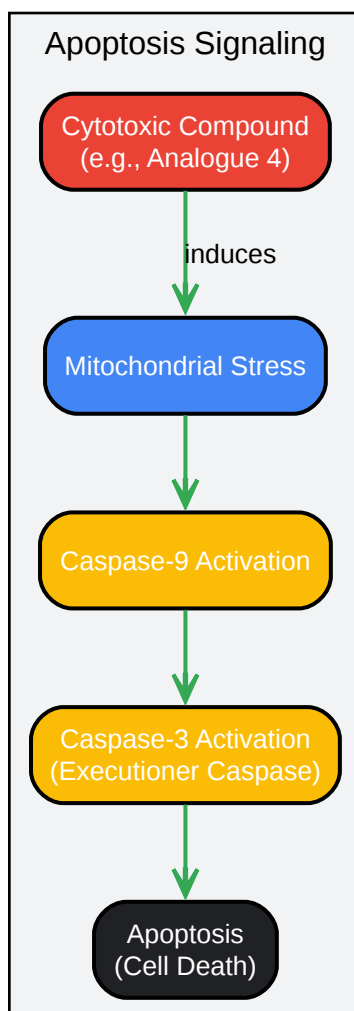 Apoptosis Signaling
Cytotoxic Compound
(e.g., Analogue 4)
induces
Mitochondrial Stress
Caspase-9 Activation
Caspase-3 Activation
(Executioner Caspase)
Apoptosis
(Cell Death)